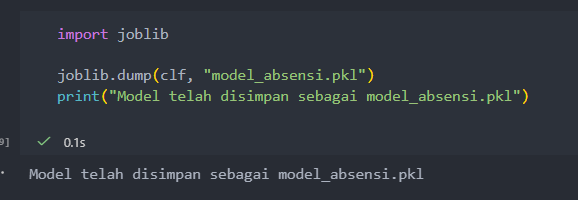 import joblib
joblib.dump(clf, "model_absensi.pkl")
print("Model telah disimpan sebagai model_absensi.pkl")
9]
0.1s
Model telah disimpan sebagai model_absensi.pkl